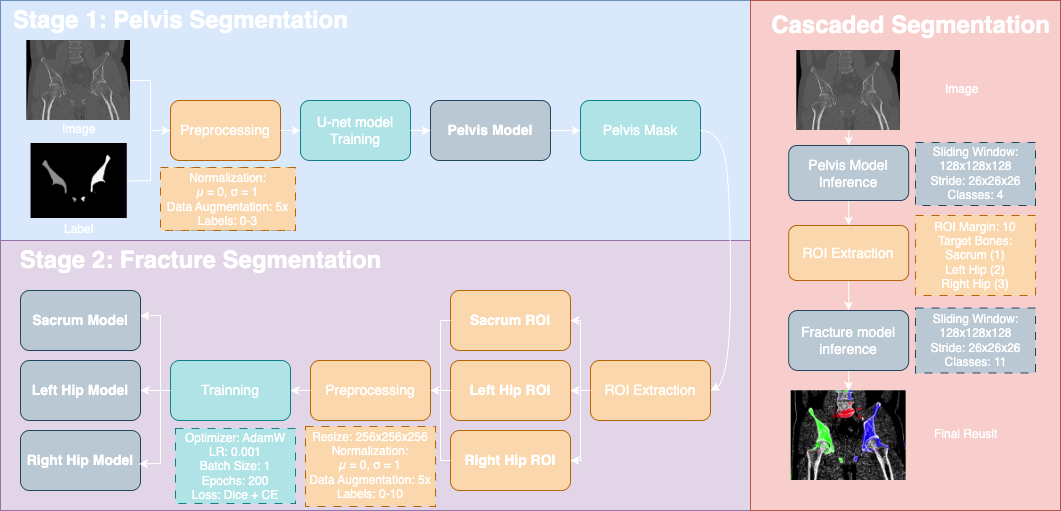 Stage 1: Pelvis Segmentation
Image
Label
Preprocessing
Normalization:
μ = 0, σ = 1
Data Augmentation: 5x
Labels: 0-3
U-net model
Training
Pelvis Model
Pelvis Mask
Stage 2: Fracture Segmentation
Sacrum Model
Left Hip Model
Right Hip Model
Trainning
Optimizer: AdamW
LR: 0.001
Batch Size: 1
Epochs: 200
Loss: Dice + CE
Preprocessing
Resize: 256x256x256
Normalization:
μ = 0, σ = 1
Data Augmentation: 5x
Labels: 0-10
Sacrum ROI
Left Hip ROI
Right Hip ROI
ROI Extraction
Cascaded Segmentation
Image
Pelvis Model
Inference
Sliding Window:
128x128x128
Stride: 26x26x26
Classes: 4
ROI Extraction
ROI Margin: 10
Target Bones:
Sacrum (1)
Left Hip (2)
Right Hip (3)
Fracture model
inference
Sliding Window:
128x128x128
Stride: 26x26x26
Classes: 11
Final Reuslt